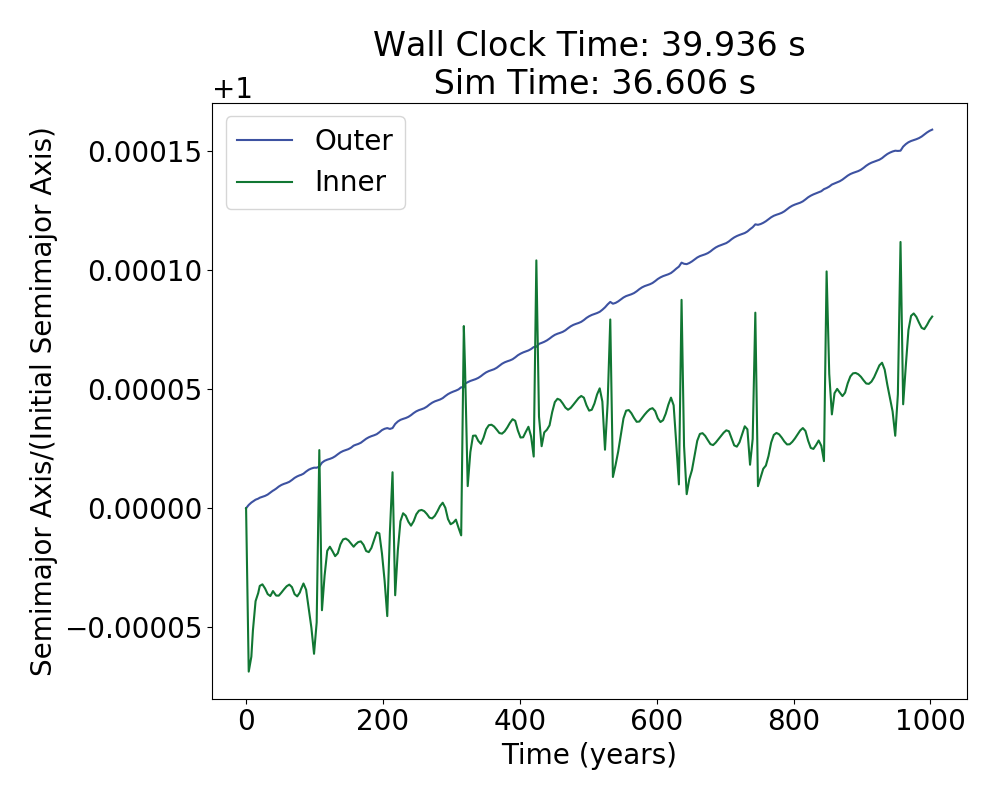 Wall Clock Time: 39.936 s
Sim Time: 36.606 s
+1
Outer
Inner
0.00015
0.00010
0.00005
0.00000
−0.00005
Semimajor Axis/(Initial Semimajor Axis)
0 200 400 600 800 1000
Time (years)